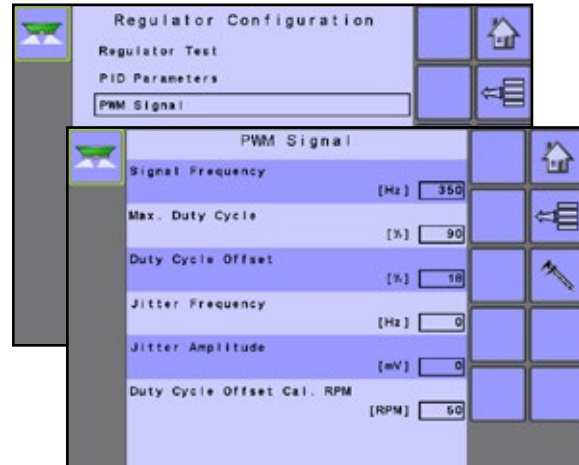 Regulator Configuration
Regulator Test
PID Parameters
PWM Signal
PWM Signal
Signal Frequency
[Hz] 350
Max. Duty Cycle
[%] 90
Duty Cycle Offset
[%] 18
Jitter Frequency
[Hz] 0
Jitter Amplitude
[mV] 0
Duty Cycle Offset Cal. RPM
[RPM] 50